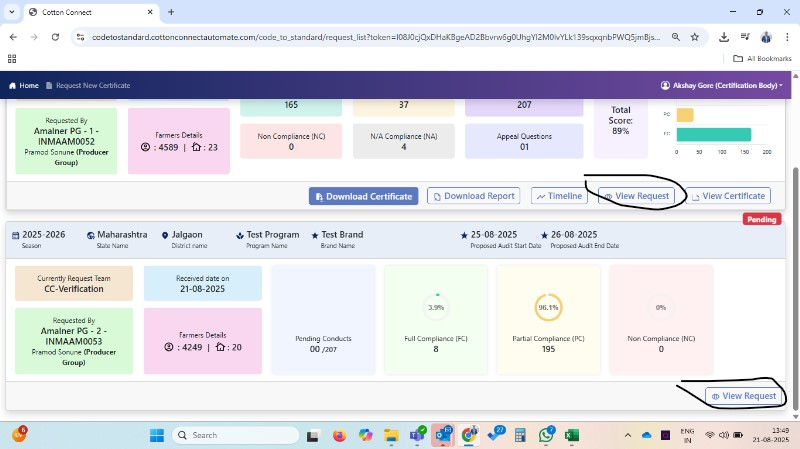 Cotton Connect
codetostandard.cottonconnectautomate.com/code_to_standard/request_list?token=
All Bookmarks
Home
Request New Certificate
Akshay Gore (Certification Body)
Requested By
Amalner PG - 1 -
INMAAM0052
Pramod Sonune (Producer
Group)
Farmers Details
: 4589 | : 23
165
37
207
Non Compliance (NC)
0
N/A Compliance (NA)
4
Appeal Questions
01
Total
Score:
89%
PC
FC
0 50 100 150 200
Download Certificate
Download Report
Timeline
View Request
View Certificate
Pending
2025-2026
Season
Maharashtra
State Name
Jalgaon
District name
Test Program
Program Name
Test Brand
Brand Name
25-08-2025
Proposed Audit Start Date
26-08-2025
Proposed Audit End Date
Currently Request Team
CC-Verification
Received date on
21-08-2025
Requested By
Amalner PG - 2 -
INMAAM0053
Pramod Sonune (Producer
Group)
Farmers Details
: 4249 | : 20
Pending Conducts
00 /207
3.9%
Full Compliance (FC)
8
96.1%
Partial Compliance (PC)
195
0%
Non Compliance (NC)
0
View Request
Search
27
7
ENG
IN
13:49
21-08-2025